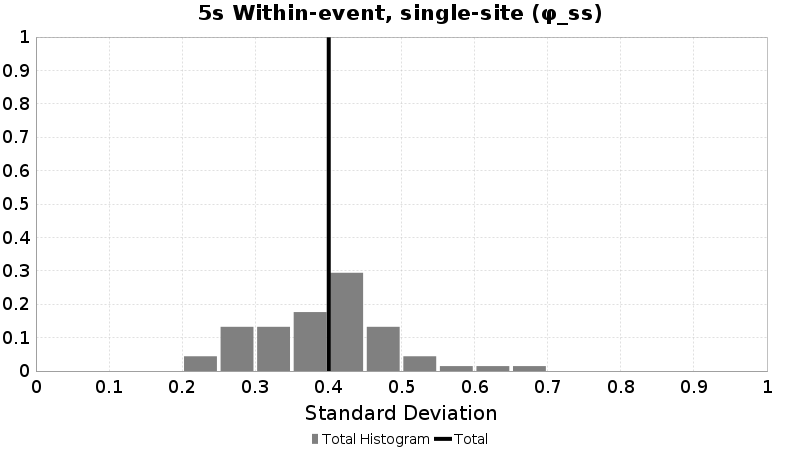 5s Within-event, single-site (φ_ss)
1
0.9
0.8
0.7
0.6
0.5
0.4
0.3
0.2
0.1
0
0 0.1 0.2 0.3 0.4 0.5 0.6 0.7 0.8 0.9 1
Standard Deviation
Total Histogram Total